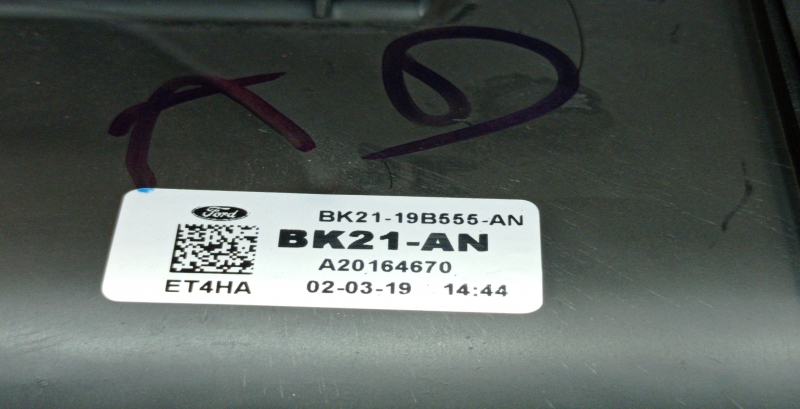 Ford
BK21-19B555-AN
BK21-AN
A20164670
ET4HA
02-03-19 14:44